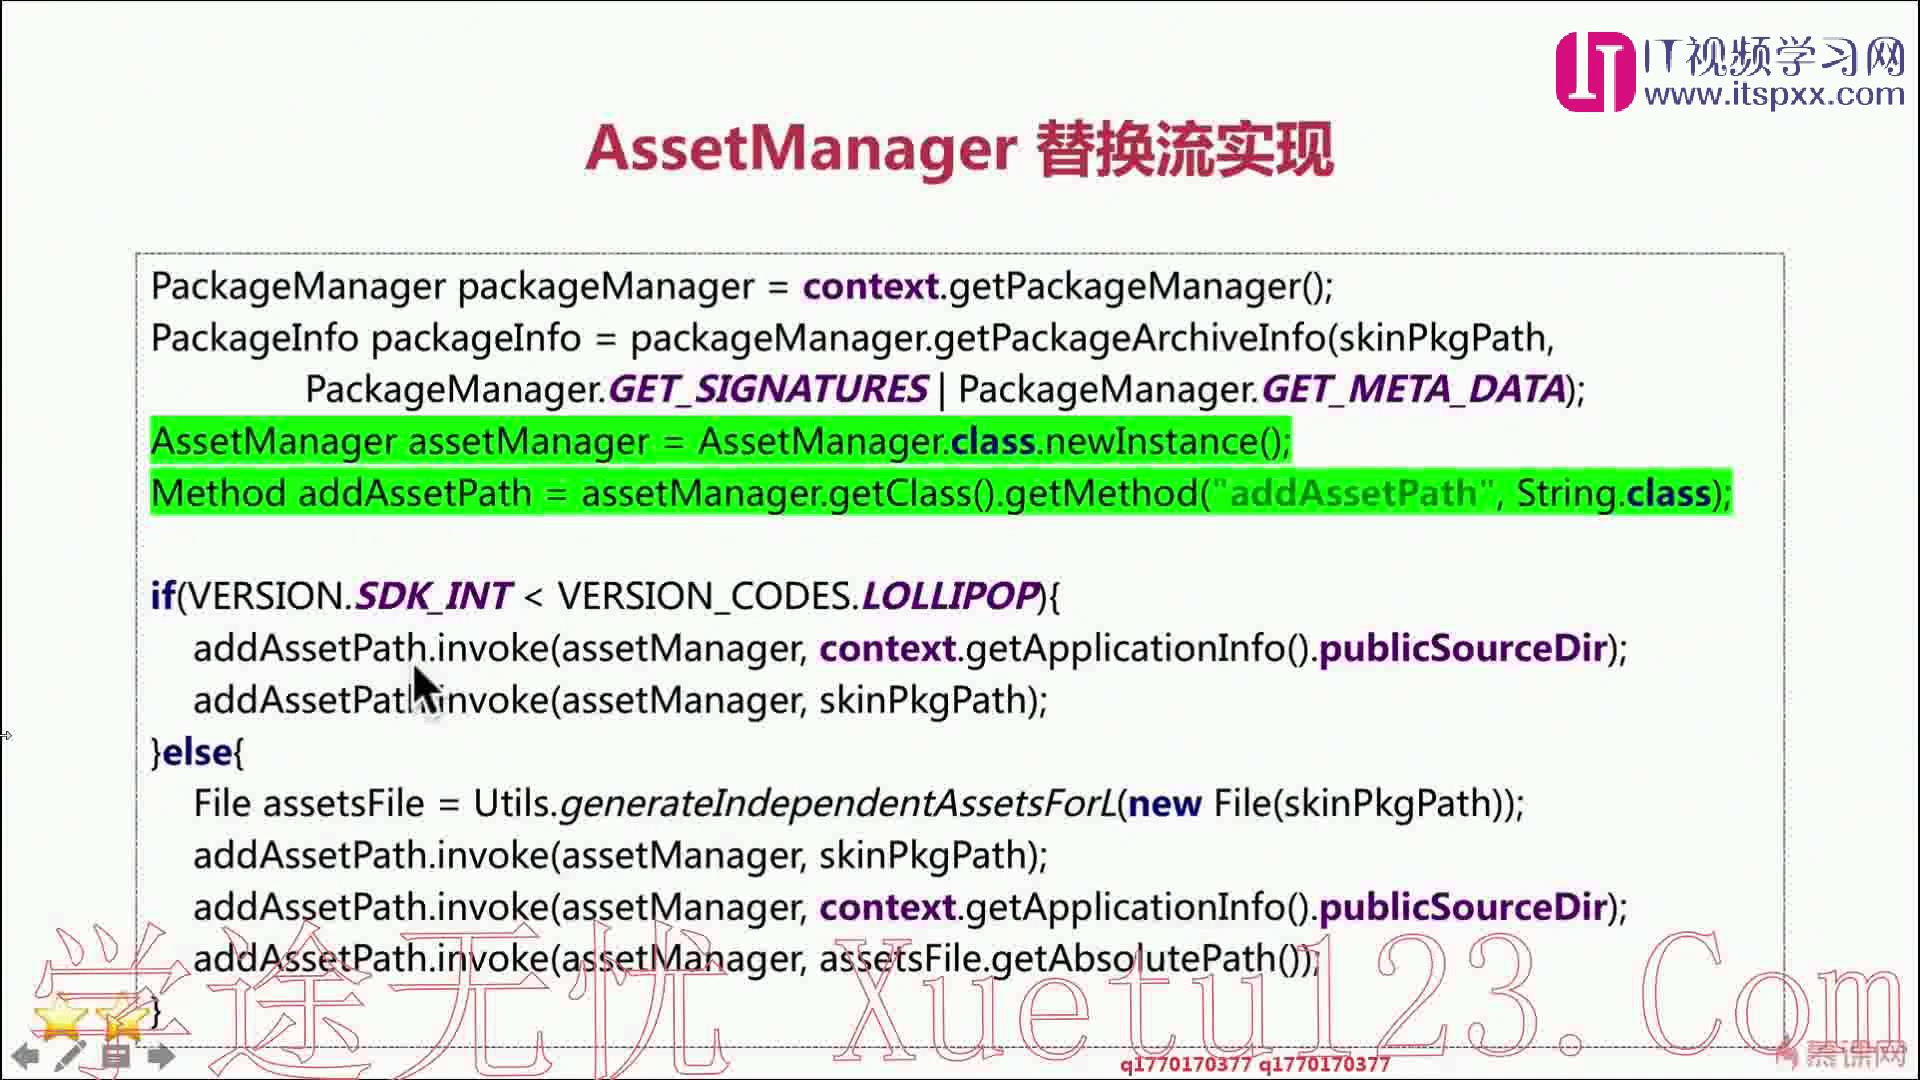 IT视频学习网
www.itspxx.com
AssetManager 替换流实现
PackageManager packageManager = context.getPackageManager();
PackageInfo packageInfo = packageManager.getPackageArchiveInfo(skinPkgPath,
PackageManager.GET_SIGNATURES | PackageManager.GET_META_DATA);
AssetManager assetManager = AssetManager.class.newInstance();
Method addAssetPath = assetManager.getClass().getMethod("addAssetPath", String.class);
if(VERSION.SDK_INT < VERSION_CODES.LOLLIPOP){
addAssetPath.invoke(assetManager, context.getApplicationInfo().publicSourceDir);
addAssetPath.invoke(assetManager, skinPkgPath);
}else{
File assetsFile = Utils.generateIndependentAssetsForL(new File(skinPkgPath));
addAssetPath.invoke(assetManager, skinPkgPath);
addAssetPath.invoke(assetManager, context.getApplicationInfo().publicSourceDir);
addAssetPath.invoke(assetManager, assetsFile.getAbsolutePath());
}
学途无忧 Xuetu123.Com
q1770170377 q1770170377
慕课网